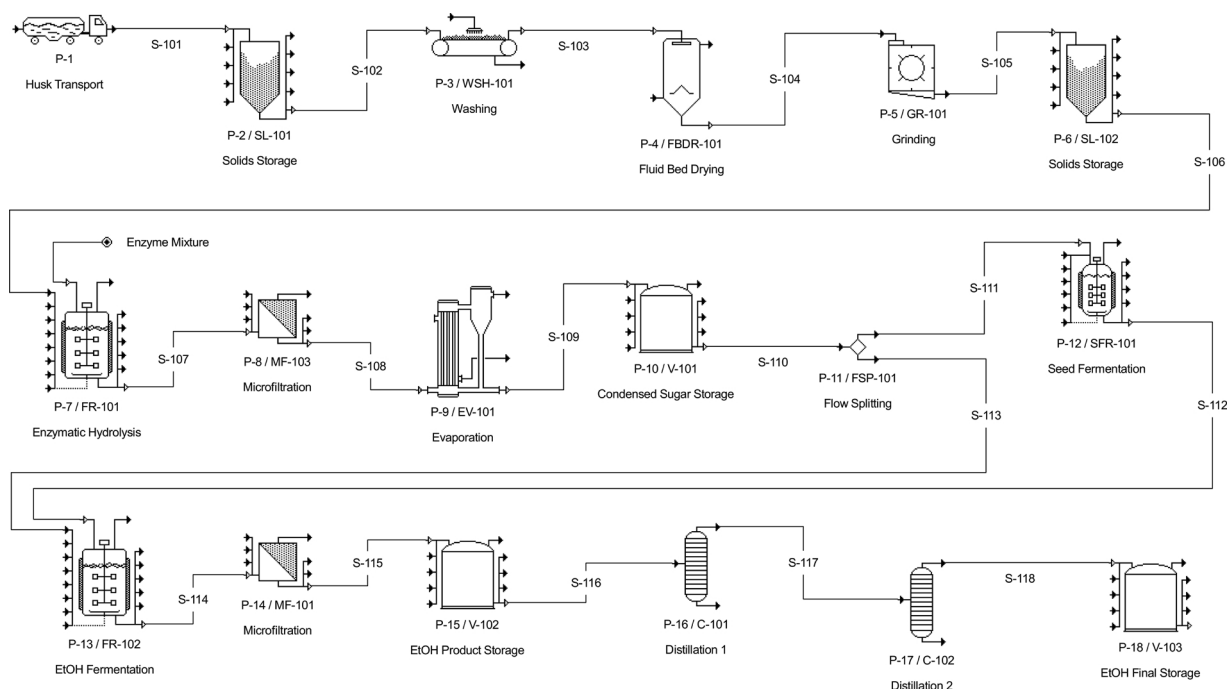 S-101
P-1
Husk Transport
P-2 / SL-101
Solids Storage
S-102
P-3 / WSH-101
Washing
S-103
P-4 / FBDR-101
Fluid Bed Drying
S-104
P-5 / GR-101
Grinding
S-105
P-6 / SL-102
Solids Storage
S-106
Enzyme Mixture
P-7 / FR-101
Enzymatic Hydrolysis
S-107
P-8 / MF-103
Microfiltration
S-108
P-9 / EV-101
Evaporation
S-109
P-10 / V-101
Condensed Sugar Storage
S-110
P-11 / FSP-101
Flow Splitting
S-111
P-12 / SFR-101
Seed Fermentation
S-112
S-113
P-13 / FR-102
EtOH Fermentation
S-114
P-14 / MF-101
Microfiltration
S-115
P-15 / V-102
EtOH Product Storage
S-116
P-16 / C-101
Distillation 1
S-117
P-17 / C-102
Distillation 2
S-118
P-18 / V-103
EtOH Final Storage